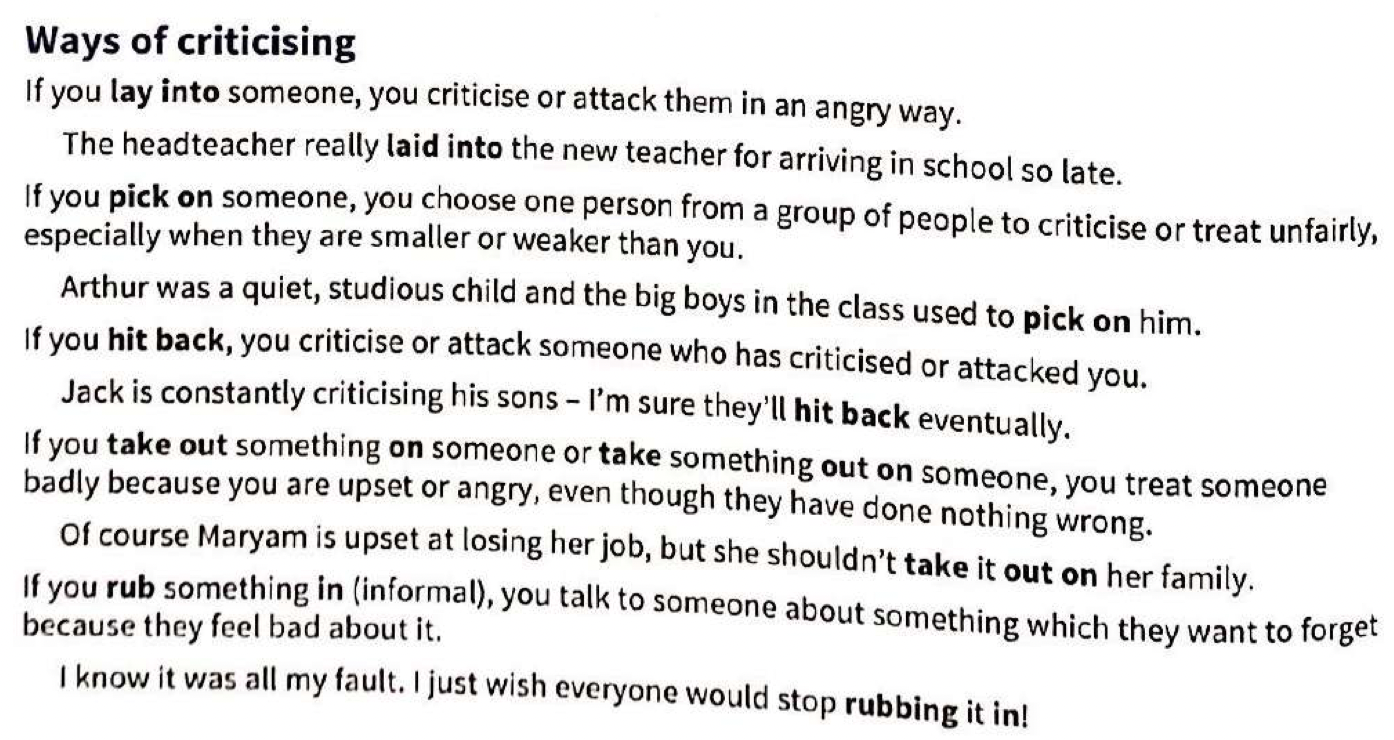 Ways of criticising
If you lay into someone, you criticise or attack them in an angry way.
The headteacher really laid into the new teacher for arriving in school so late.
If you pick on someone, you choose one person from a group of people to criticise or treat unfairly,
especially when they are smaller or weaker than you.
Arthur was a quiet, studious child and the big boys in the class used to pick on him.
If you hit back, you criticise or attack someone who has criticised or attacked you.
Jack is constantly criticising his sons – I'm sure they'll hit back eventually.
If you take out something on someone or take something out on someone, you treat someone
badly because you are upset or angry, even though they have done nothing wrong.
Of course Maryam is upset at losing her job, but she shouldn't take it out on her family.
If you rub something in (informal), you talk to someone about something which they want to forget
because they feel bad about it.
I know it was all my fault. I just wish everyone would stop rubbing it in!